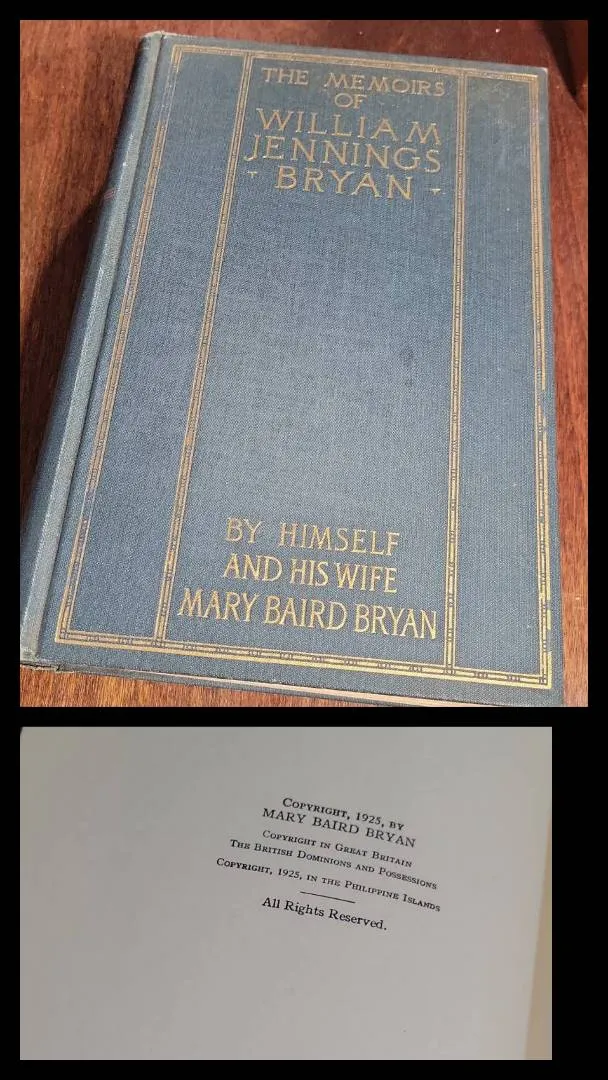 THE MEMOIRS
OF
WILLIAM
JENNINGS
BRYAN
BY HIMSELF
AND HIS WIFE
MARY BAIRD BRYAN
COPYRIGHT, 1925, BY
MARY BAIRD BRYAN
COPYRIGHT IN GREAT BRITAIN
THE BRITISH DOMINIONS AND POSSESSIONS
COPYRIGHT, 1925, IN THE PHILIPPINE ISLANDS
All Rights Reserved.